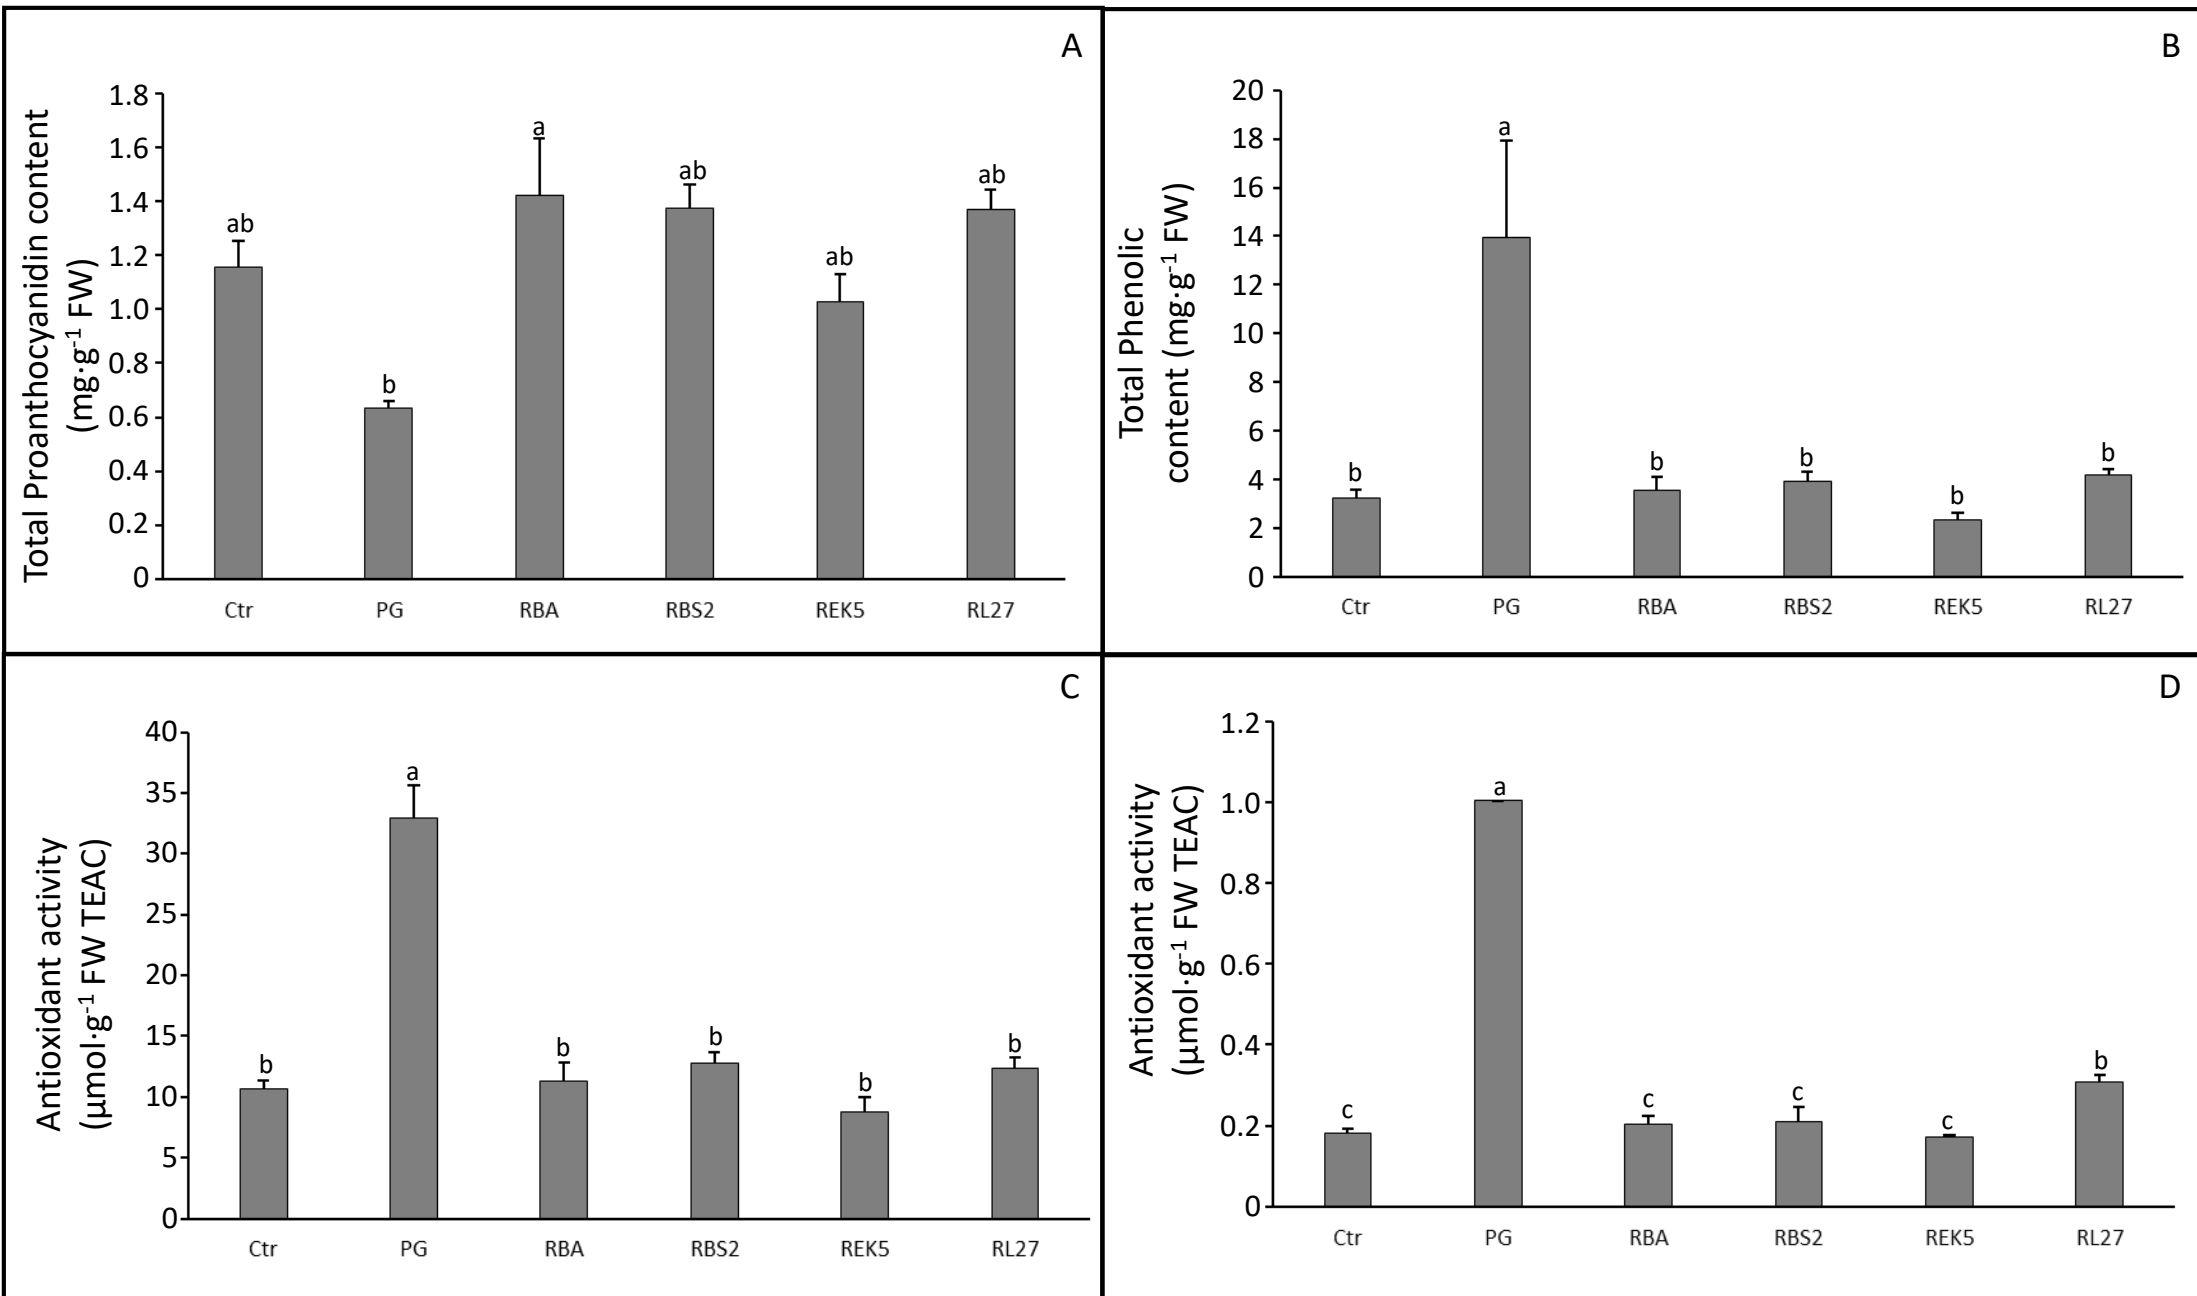 A
Total Proanthocyanidin content
(mg·g⁻¹ FW)
1.8
1.6
1.4
1.2
1.0
0.8
0.6
0.4
0.2
0
ab
b
a
ab
ab
ab
Ctr PG RBA RBS2 REK5 RL27
B
Total Phenolic
content (mg·g⁻¹ FW)
20
18
16
14
12
10
8
6
4
2
0
b
a
b
b
b
b
Ctr PG RBA RBS2 REK5 RL27
C
Antioxidant activity
(µmol·g⁻¹ FW TEAC)
40
35
30
25
20
15
10
5
0
b
a
b
b
b
b
Ctr PG RBA RBS2 REK5 RL27
D
Antioxidant activity
(µmol·g⁻¹ FW TEAC)
1.2
1.0
0.8
0.6
0.4
0.2
0
c
a
c
c
c
b
Ctr PG RBA RBS2 REK5 RL27